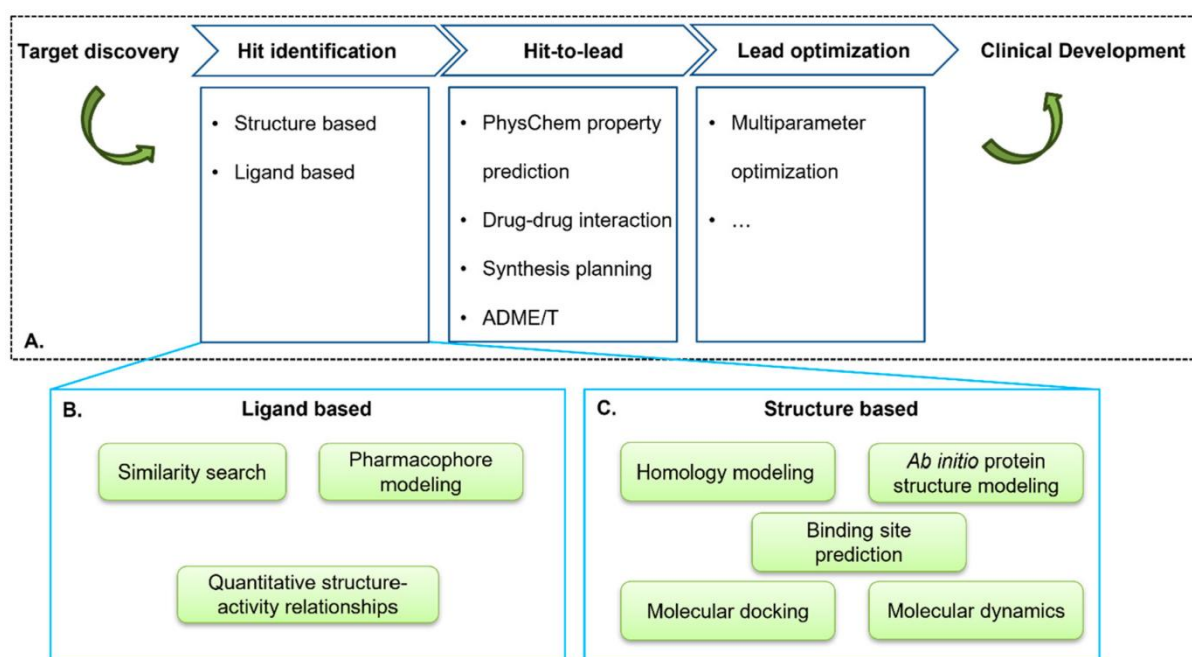 Target discovery
Hit identification
Hit-to-lead
Lead optimization
Clinical Development
• Structure based
• Ligand based
• PhysChem property
prediction
• Drug-drug interaction
• Synthesis planning
• ADME/T
• Multiparameter
optimization
• ...
A.
B.
Ligand based
Similarity search
Pharmacophore
modeling
Quantitative structure-
activity relationships
C.
Structure based
Homology modeling
Ab initio protein
structure modeling
Binding site
prediction
Molecular docking
Molecular dynamics